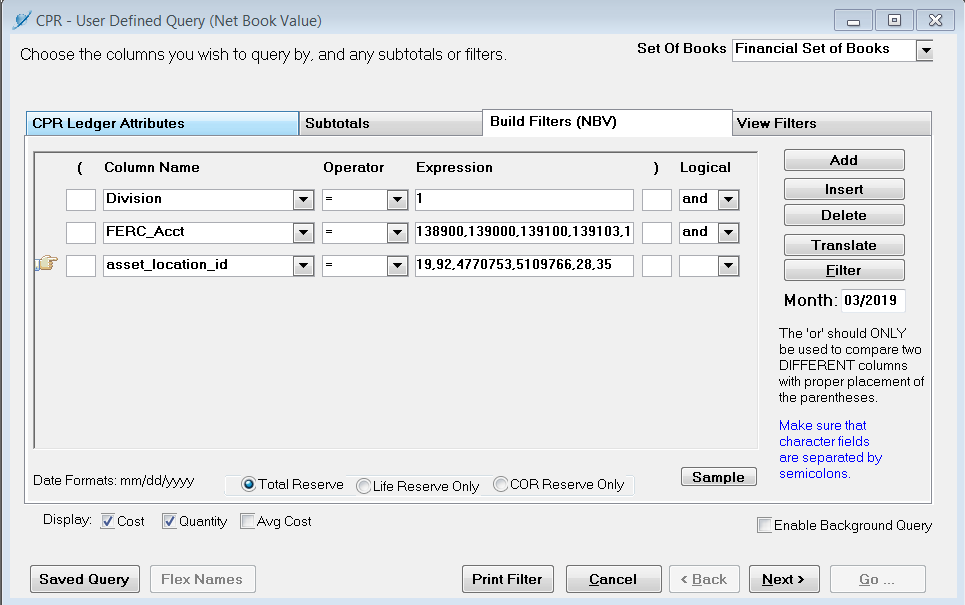 CPR - User Defined Query (Net Book Value)
Choose the columns you wish to query by, and any subtotals or filters.
Set Of Books Financial Set of Books
CPR Ledger Attributes Subtotals Build Filters (NBV) View Filters
( Column Name Operator Expression ) Logical
Division = 1 and
FERC_Acct = 138900,139000,139100,139103,1 and
asset_location_id = 19,92,4770753,5109766,28,35
Add
Insert
Delete
Translate
Filter
Month: 03/2019
The 'or' should ONLY
be used to compare two
DIFFERENT columns
with proper placement of
the parentheses.
Make sure that
character fields
are separated by
semicolons.
Date Formats: mm/dd/yyyy Total Reserve Life Reserve Only COR Reserve Only Sample
Display: Cost Quantity Avg Cost Enable Background Query
Saved Query Flex Names Print Filter Cancel < Back Next > Go ...